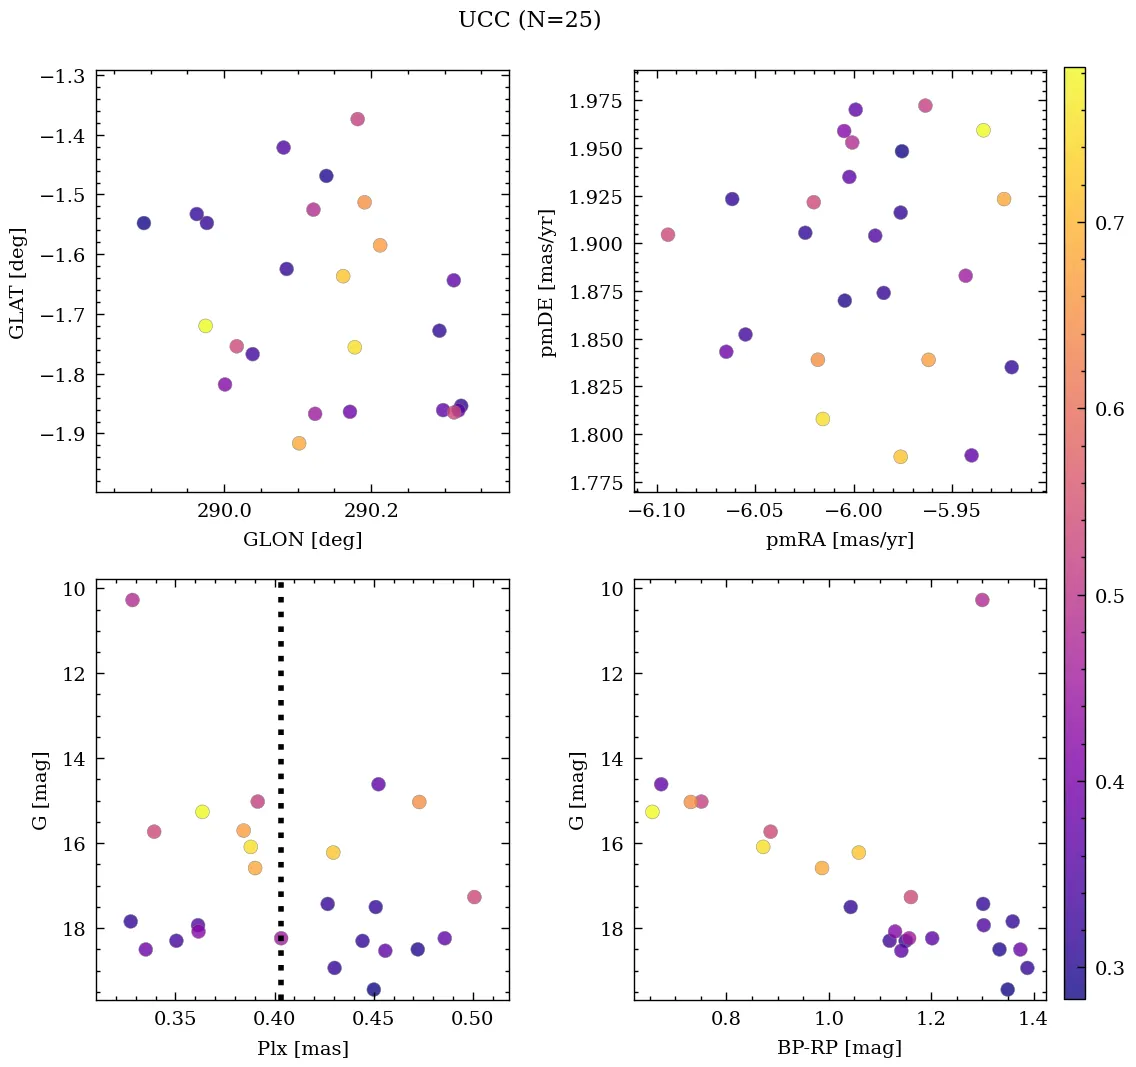 UCC (N=25)
−1.3
−1.4
−1.5
−1.6
−1.7
−1.8
−1.9
GLAT [deg]
290.0 290.2
GLON [deg]
1.975
1.950
1.925
1.900
1.875
1.850
1.825
1.800
1.775
pmDE [mas/yr]
−6.10 −6.05 −6.00 −5.95
pmRA [mas/yr]
10
12
14
16
18
G [mag]
0.35 0.40 0.45 0.50
Plx [mas]
10
12
14
16
18
G [mag]
0.8 1.0 1.2 1.4
BP-RP [mag]
0.7
0.6
0.5
0.4
0.3